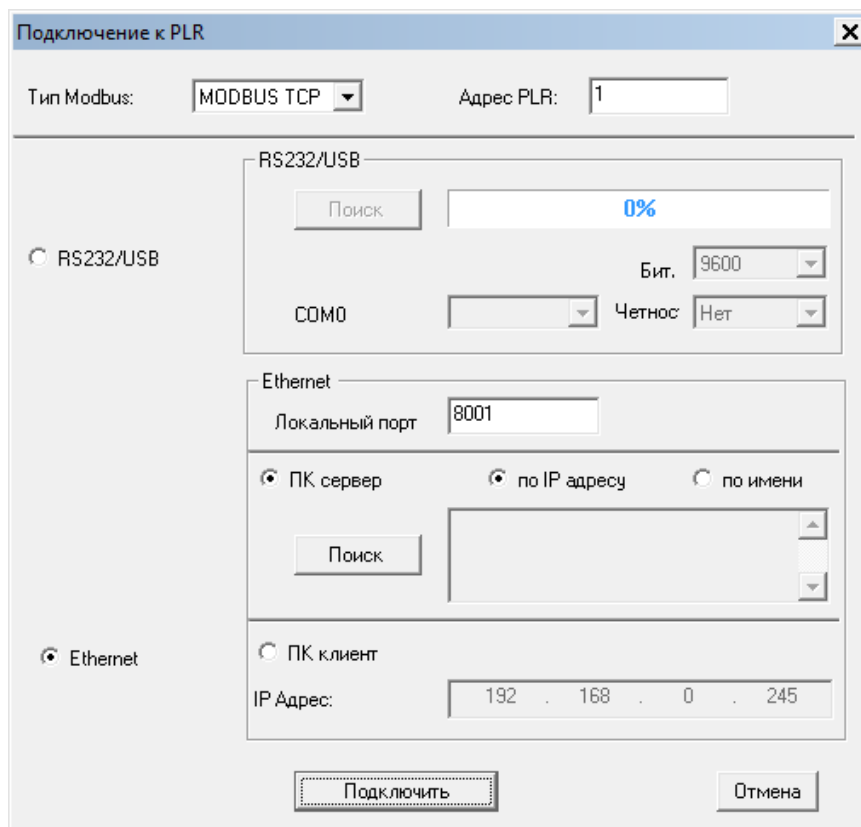 Подключение к PLR
Тип Modbus: MODBUS TCP Адрес PLR: 1
RS232/USB
Поиск 0%
RS232/USB
Бит. 9600
COM0 Четнос Нет
Ethernet
Локальный порт 8001
ПК сервер по IP адресу по имени
Поиск
Ethernet
ПК клиент
IP Адрес: 192 . 168 . 0 . 245
Подключить Отмена